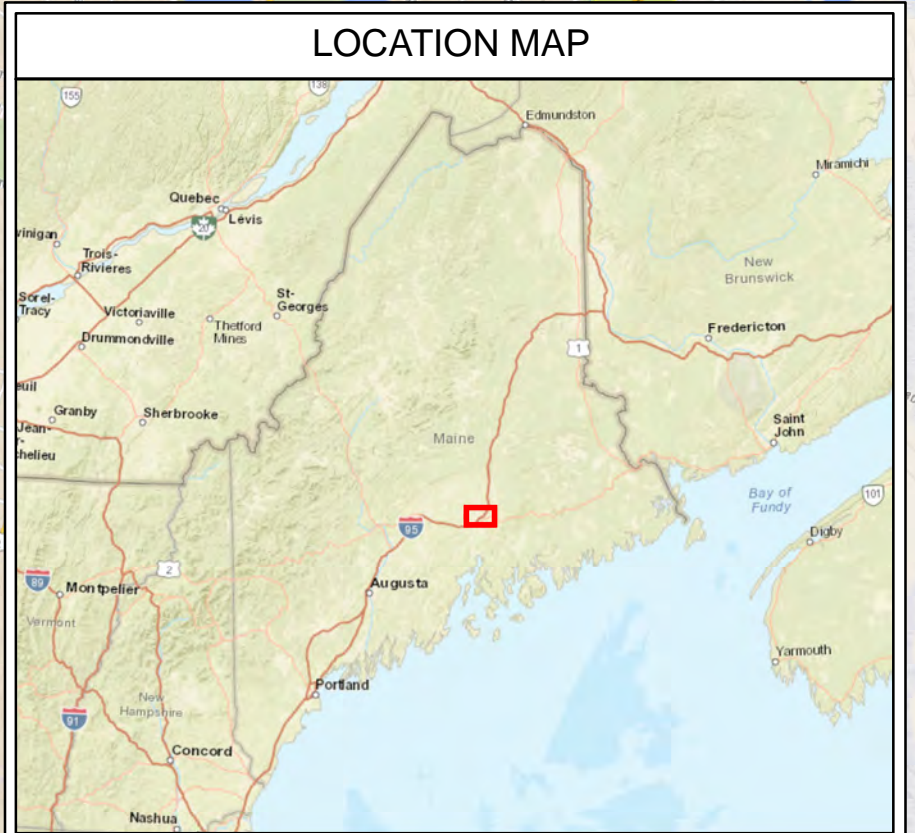 LOCATION MAP
155
138
Edmundston
Miramichi
Quebec
Lévis
20
vinigan
Trois-
Rivieres
New
Brunswick
Sorel-
Tracy
St-
Georges
Victoriaville
Thetford
Mines
Drummondville
Fredericton
1
euil
Granby
Sherbrooke
Saint
John
Jean-
r-
chelieu
Maine
Bay of
Fundy
101
95
Digby
2
89
Montpelier
Augusta
Vermont
Yarmouth
Portland
New
Hampshire
91
Concord
Nashua